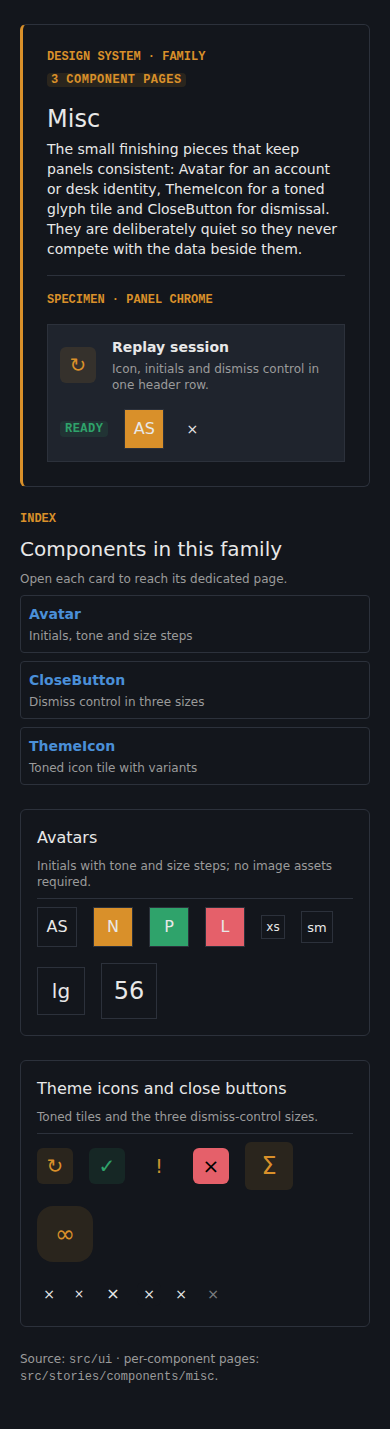 DESIGN SYSTEM · FAMILY
3 COMPONENT PAGES
Misc
The small finishing pieces that keep
panels consistent: Avatar for an account
or desk identity, ThemeIcon for a toned
glyph tile and CloseButton for dismissal.
They are deliberately quiet so they never
compete with the data beside them.
SPECIMEN · PANEL CHROME
↻
Replay session
Icon, initials and dismiss control in
one header row.
READY AS ×
INDEX
Components in this family
Open each card to reach its dedicated page.
Avatar
Initials, tone and size steps
CloseButton
Dismiss control in three sizes
ThemeIcon
Toned icon tile with variants
Avatars
Initials with tone and size steps; no image assets
required.
AS N P L xs sm
lg 56
Theme icons and close buttons
Toned tiles and the three dismiss-control sizes.
↻ ✓ ! × Σ
∞
× × × × × ×
Source: src/ui · per-component pages:
src/stories/components/misc.